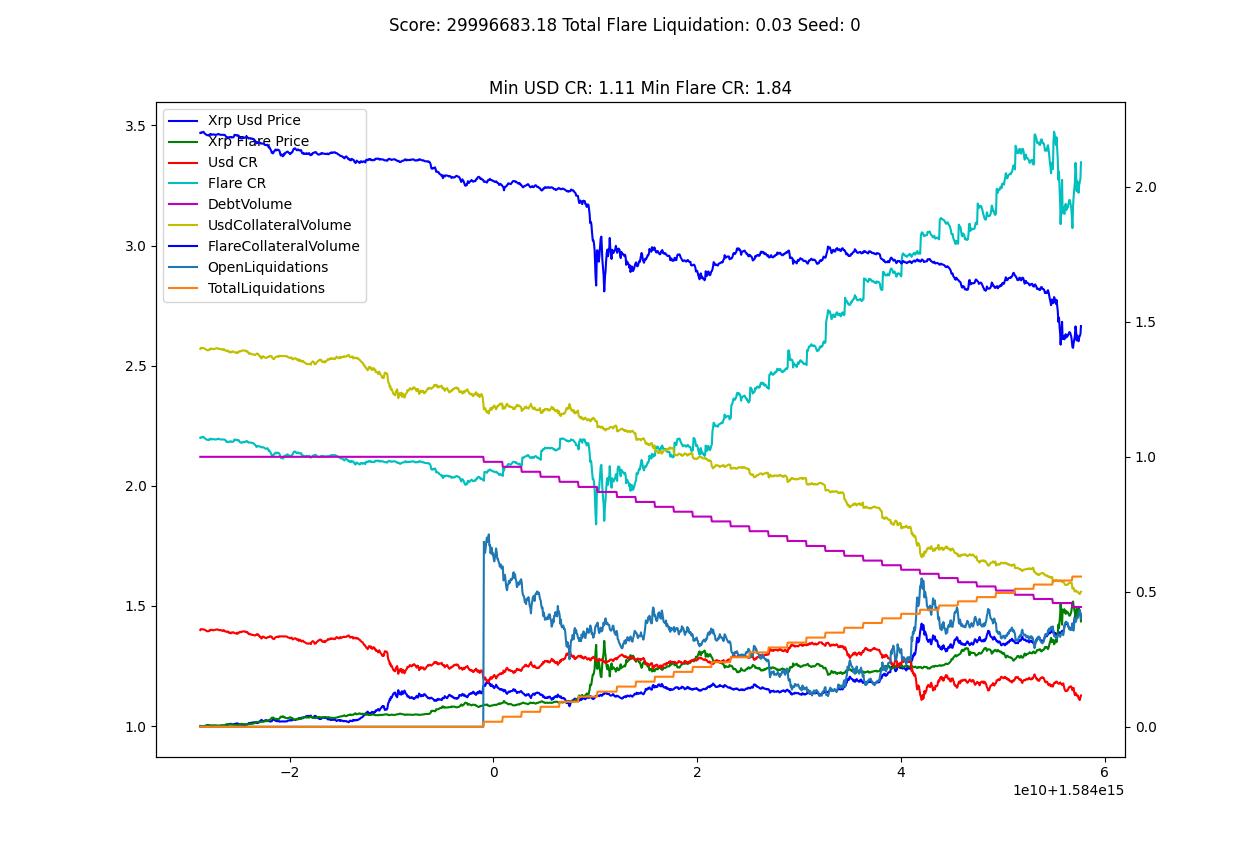 Score: 29996683.18 Total Flare Liquidation: 0.03 Seed: 0
Min USD CR: 1.11 Min Flare CR: 1.84
Xrp Usd Price
Xrp Flare Price
Usd CR
Flare CR
DebtVolume
UsdCollateralVolume
FlareCollateralVolume
OpenLiquidations
TotalLiquidations
3.5
3.0
2.5
2.0
1.5
1.0
2.0
1.5
1.0
0.5
0.0
−2
0
2
4
6
1e10+1.584e15